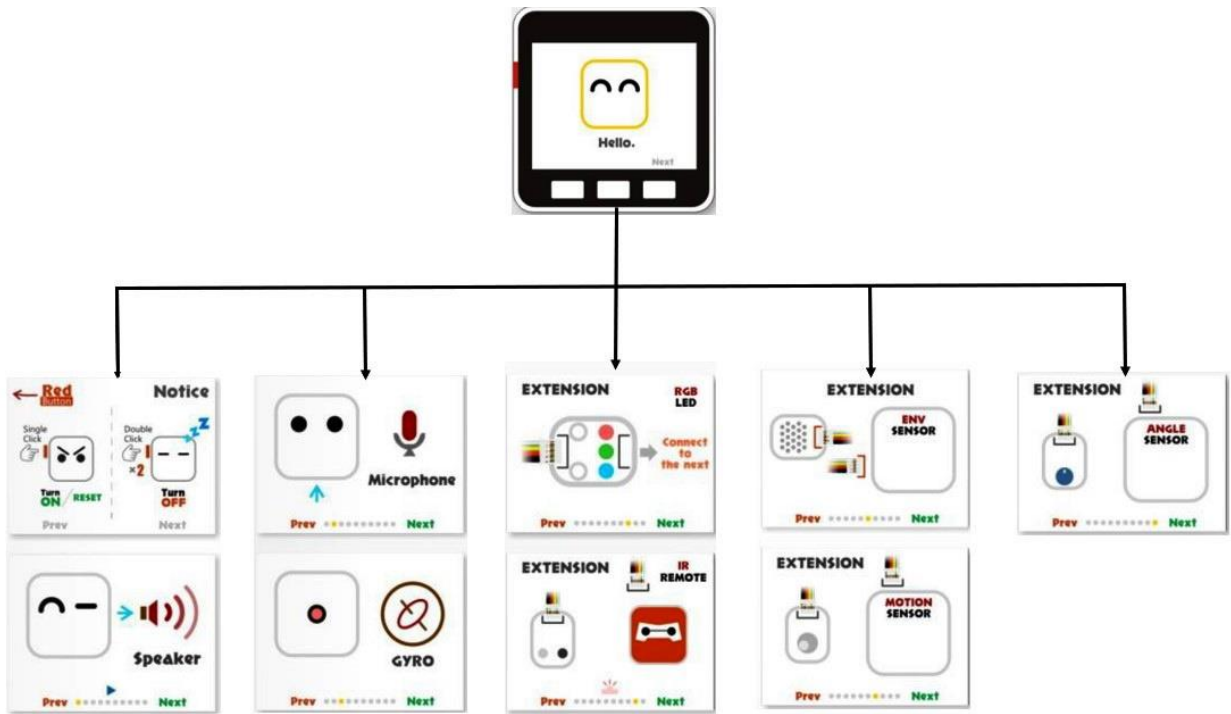 Hello.
Next
Red
Button
Notice
Single
Click
Double
Click
×2
zzz
Turn
ON / RESET
Turn
OFF
Prev
Next
Microphone
Prev
Next
EXTENSION
RGB
LED
Connect
to
the next
Prev
Next
EXTENSION
ENV
SENSOR
Prev
Next
EXTENSION
ANGLE
SENSOR
Prev
Next
Speaker
Prev
Next
GYRO
Prev
Next
EXTENSION
IR
REMOTE
Prev
Next
EXTENSION
MOTION
SENSOR
Prev
Next